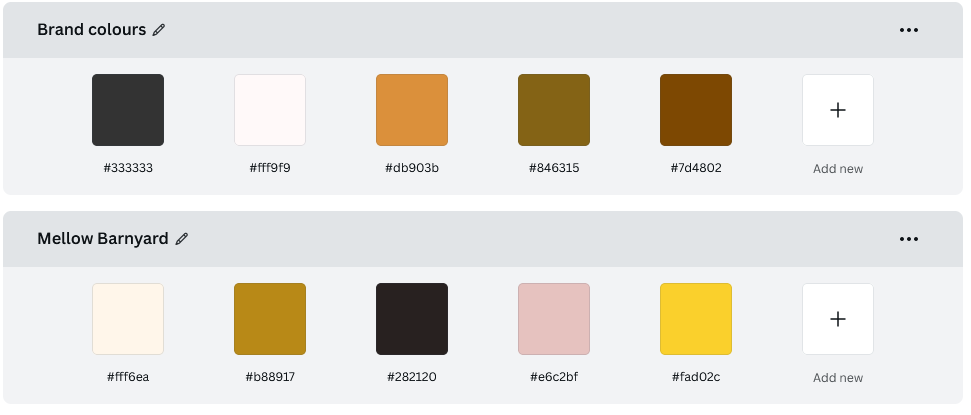 Brand colours
#333333 #fff9f9 #db903b #846315 #7d4802 Add new
Mellow Barnyard
#fff6ea #b88917 #282120 #e6c2bf #fad02c Add new